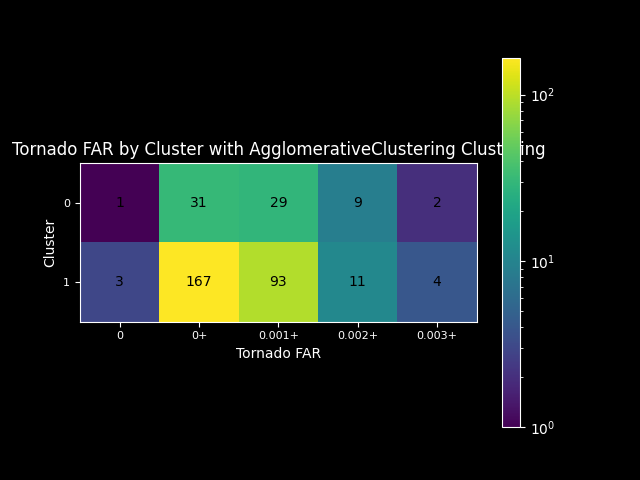 Tornado FAR by Cluster with AgglomerativeClustering Clustering
10²
0 1 31 29 9 2
Cluster
10¹
1 3 167 93 11 4
0 0+ 0.001+ 0.002+ 0.003+
Tornado FAR
10⁰